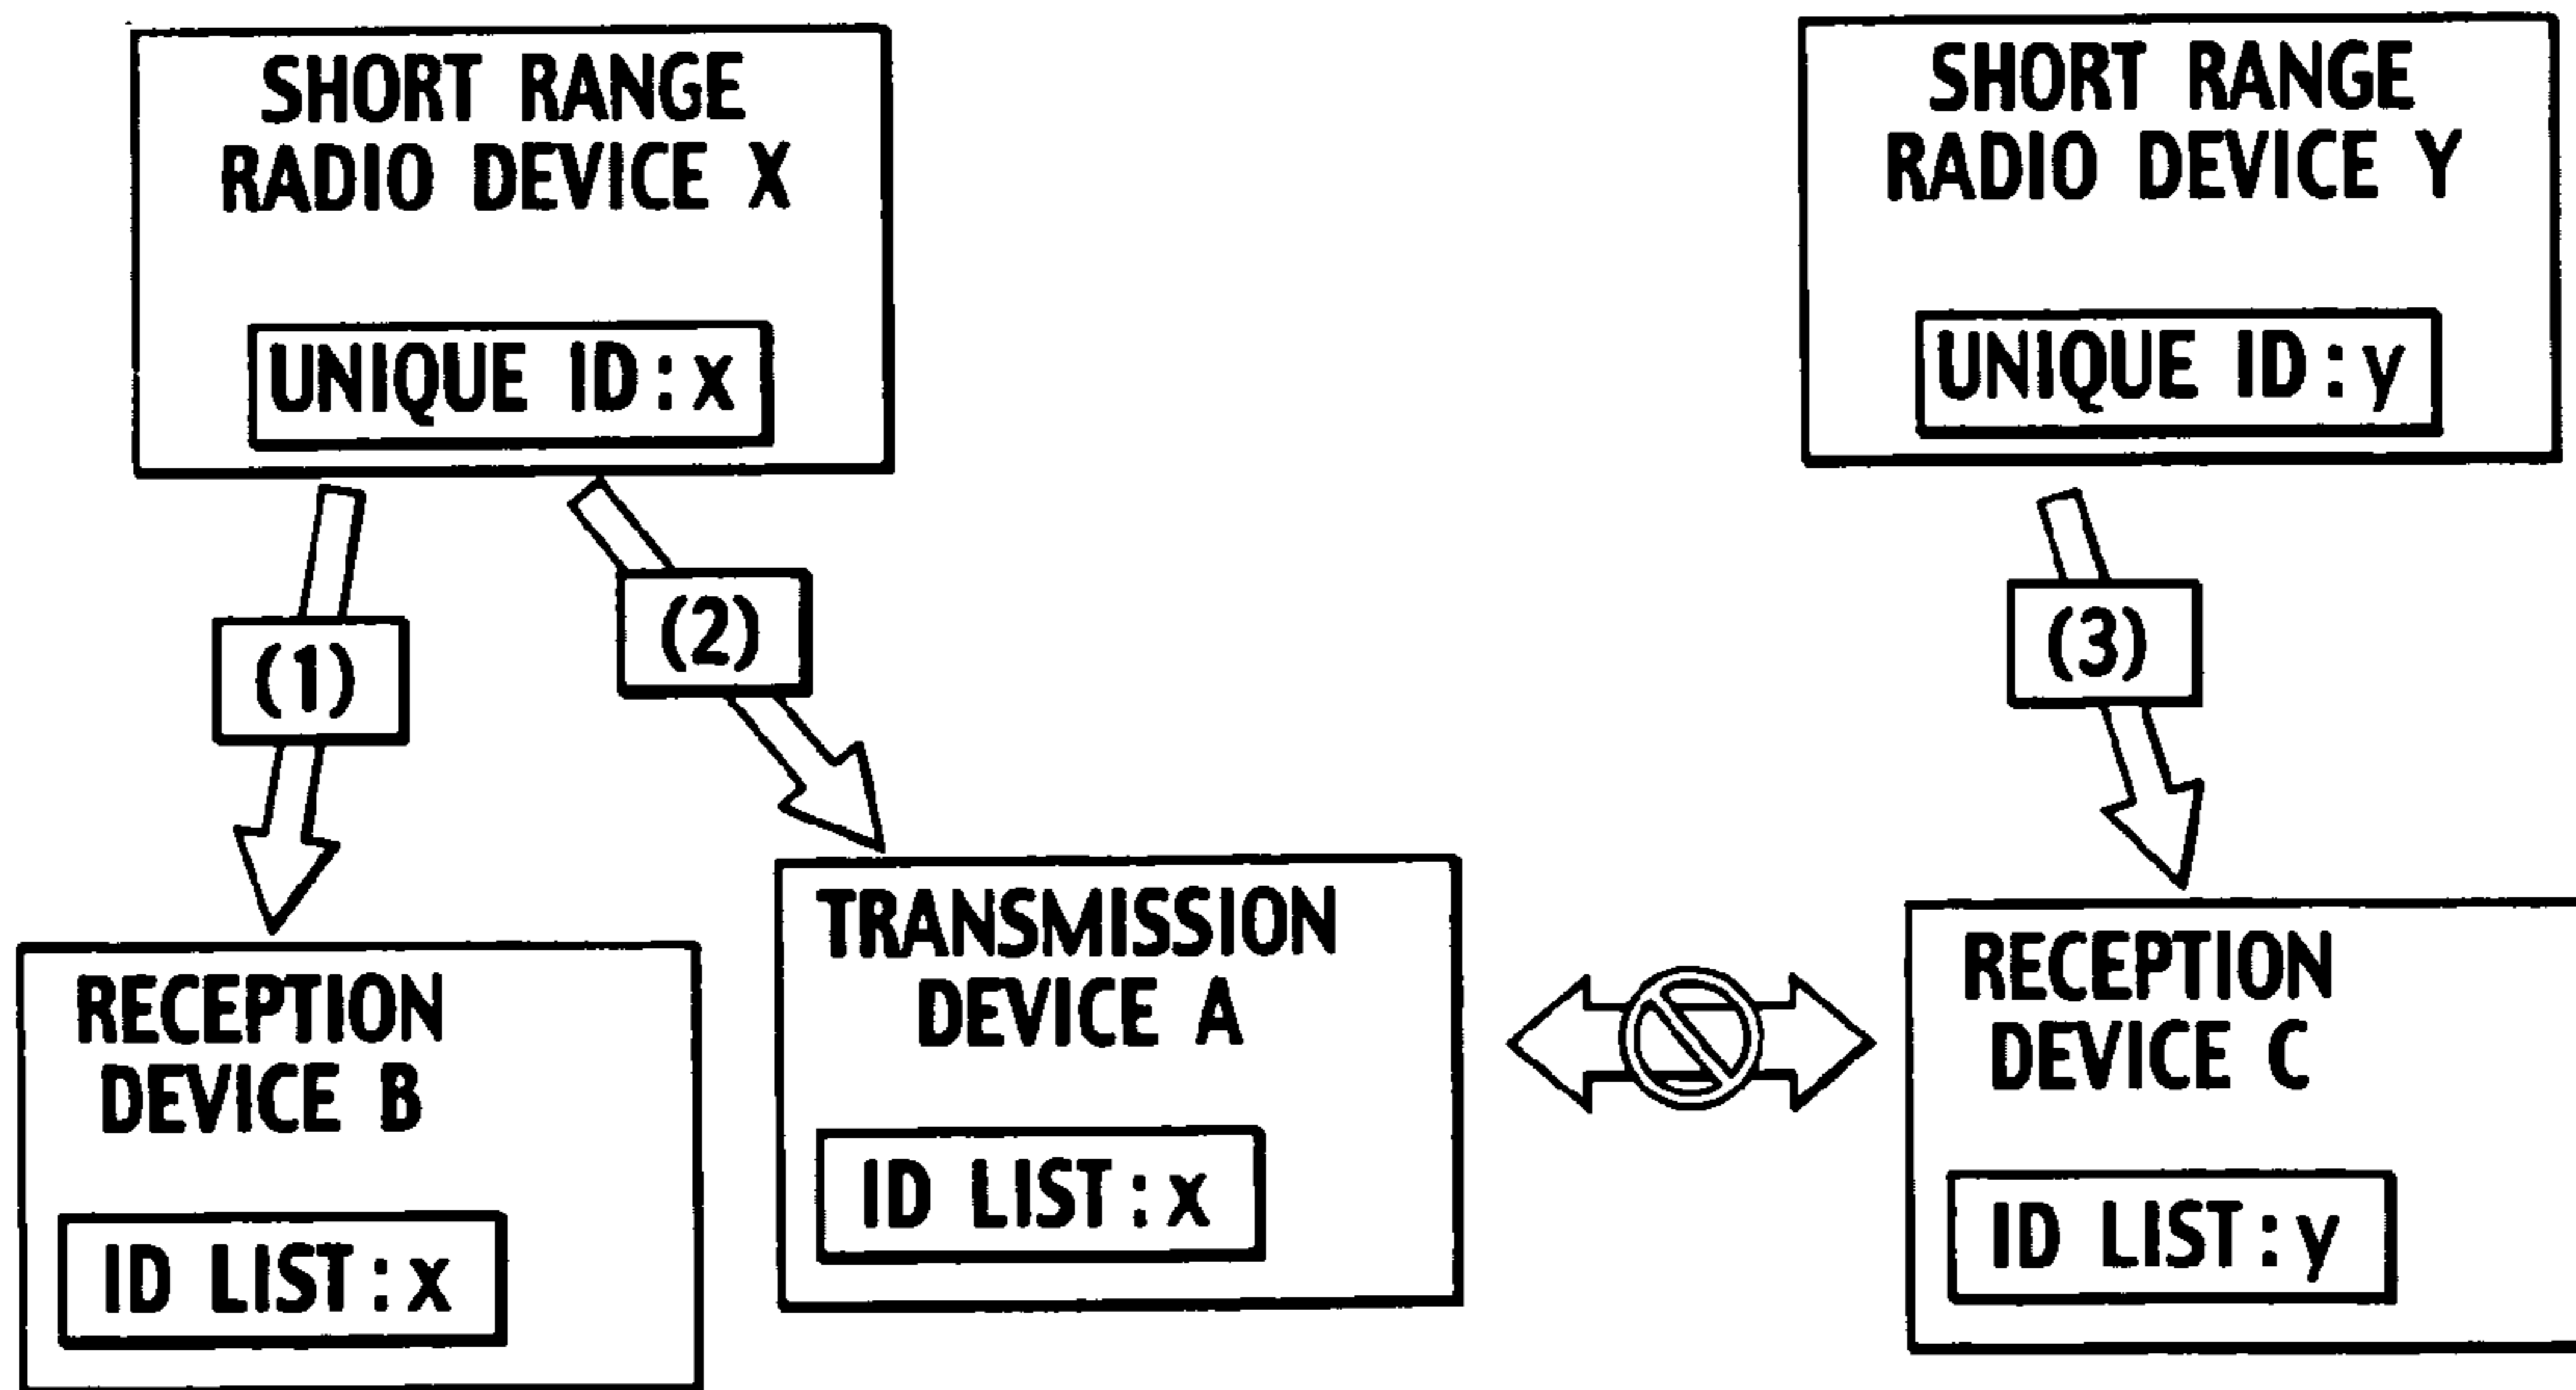 SHORT RANGE
RADIO DEVICE X
UNIQUE ID : x
SHORT RANGE
RADIO DEVICE Y
UNIQUE ID : y
(1)
(2)
(3)
RECEPTION
DEVICE B
ID LIST : x
TRANSMISSION
DEVICE A
ID LIST : x
RECEPTION
DEVICE C
ID LIST : y